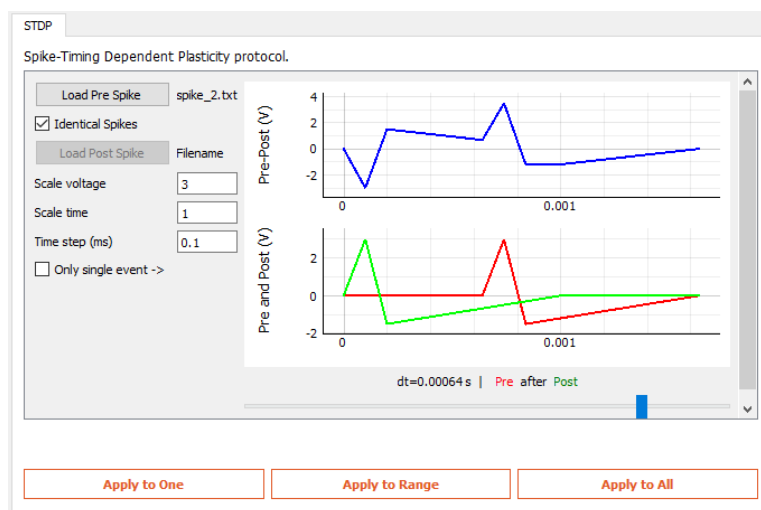 STDP
Spike-Timing Dependent Plasticity protocol.
Load Pre Spike spike_2.txt
Identical Spikes
Load Post Spike Filename
Scale voltage 3
Scale time 1
Time step (ms) 0.1
Only single event ->
Pre-Post (V)
4
2
0
-2
0 0.001
Pre and Post (V)
2
0
-2
0 0.001
dt=0.00064 s | Pre after Post
Apply to One Apply to Range Apply to All